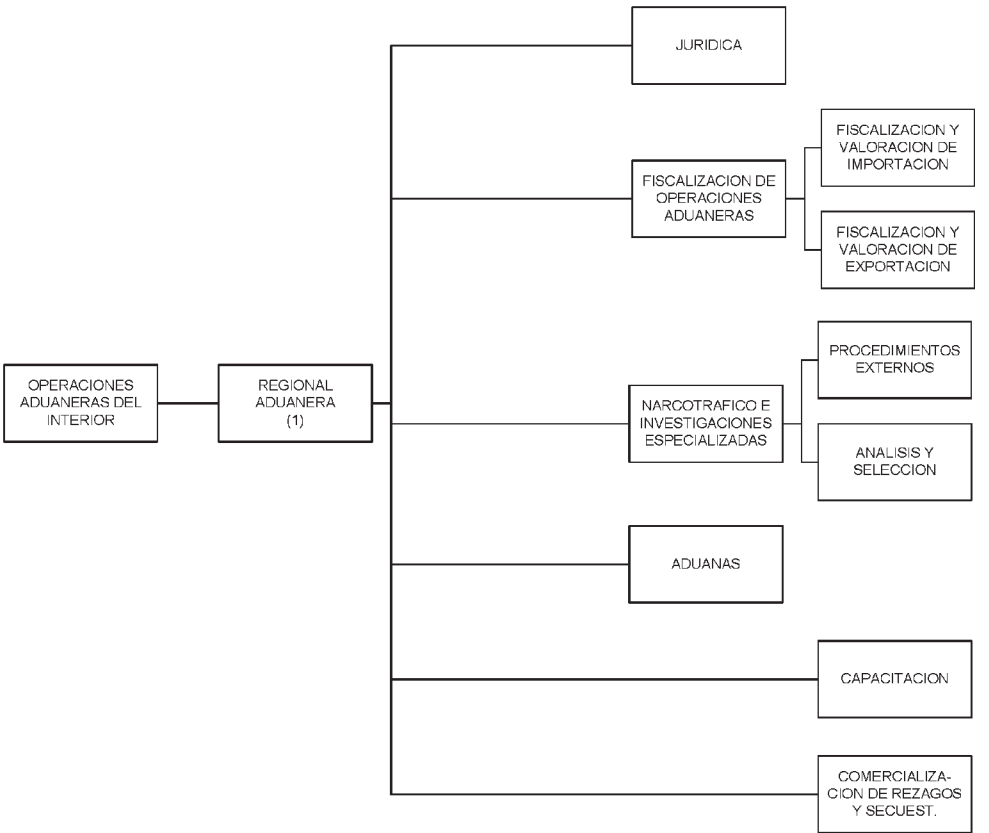 JURIDICA
FISCALIZACION DE
OPERACIONES
ADUANERAS
FISCALIZACION Y
VALORACION DE
IMPORTACION
FISCALIZACION Y
VALORACION DE
EXPORTACION
OPERACIONES
ADUANERAS DEL
INTERIOR
REGIONAL
ADUANERA
(1)
NARCOTRAFICO E
INVESTIGACIONES
ESPECIALIZADAS
PROCEDIMIENTOS
EXTERNOS
ANALISIS Y
SELECCION
ADUANAS
CAPACITACION
COMERCIALIZA-
CION DE REZAGOS
Y SECUEST.